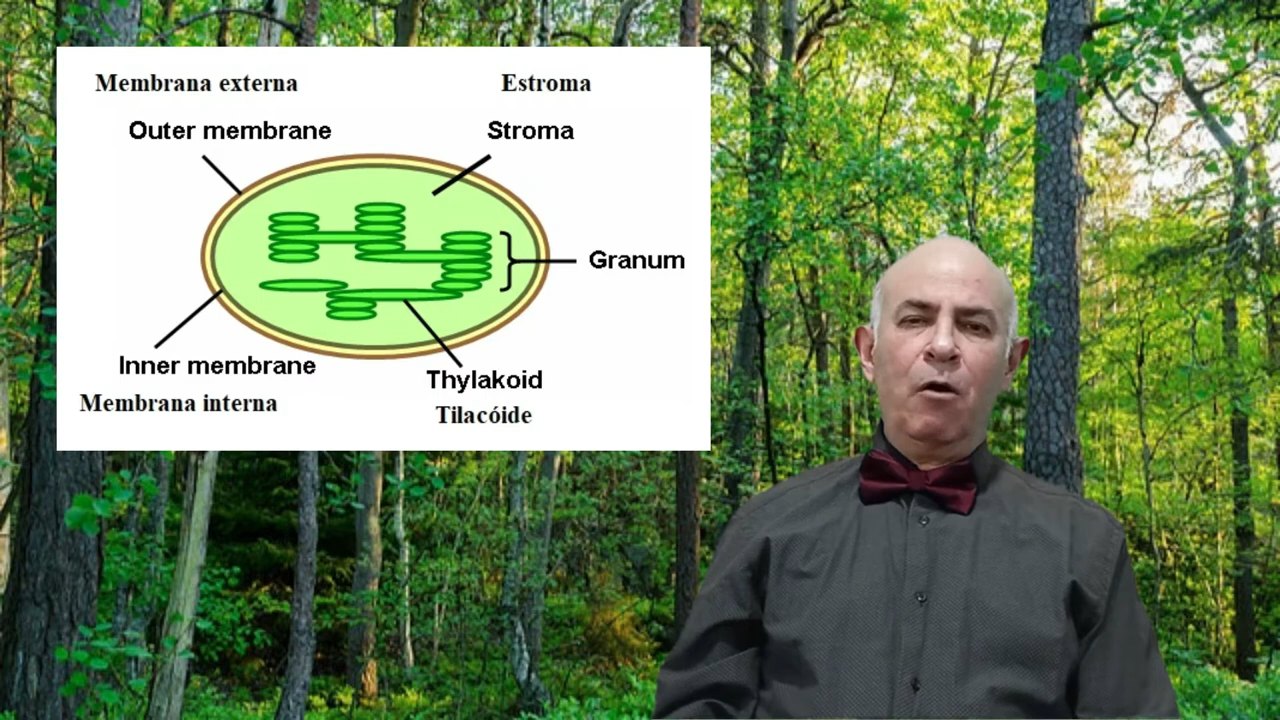 Membrana externa
Estroma
Outer membrane
Stroma
Granum
Inner membrane
Thylakoid
Membrana interna
Tilacóide